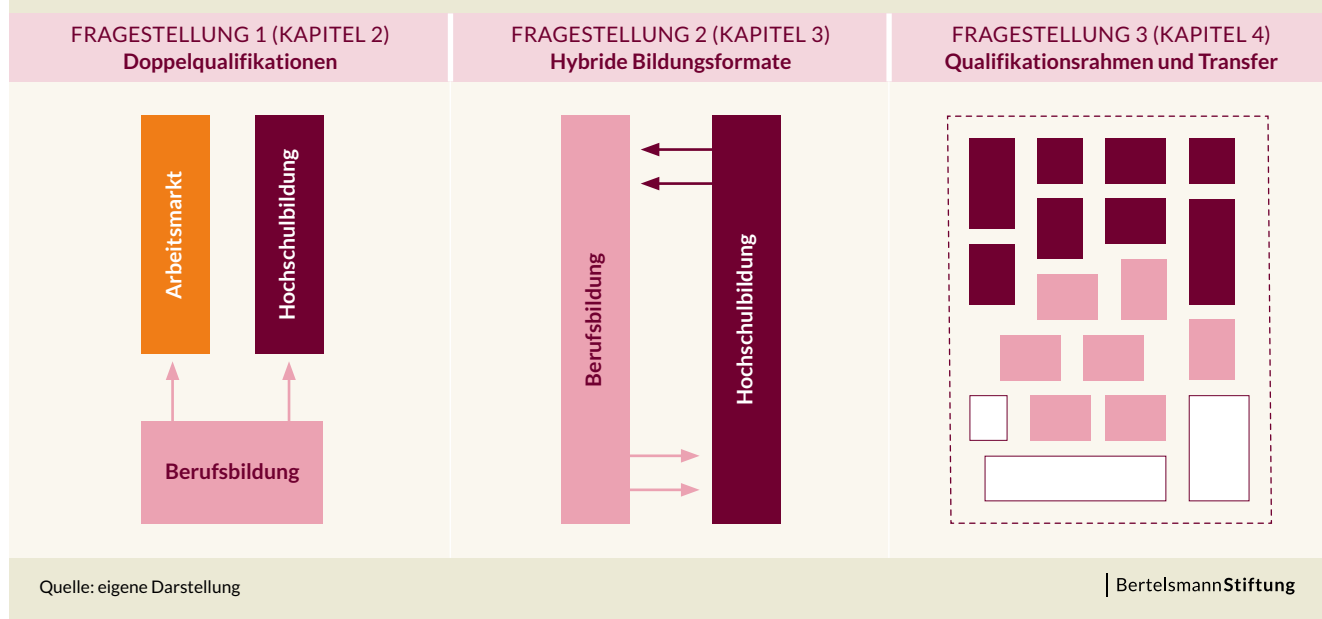 FRAGESTELLUNG 1 (KAPITEL 2)
Doppelqualifikationen
FRAGESTELLUNG 2 (KAPITEL 3)
Hybride Bildungsformate
FRAGESTELLUNG 3 (KAPITEL 4)
Qualifikationsrahmen und Transfer
Arbeitsmarkt
Hochschulbildung
Berufsbildung
Berufsbildung
Hochschulbildung
Quelle: eigene Darstellung
BertelsmannStiftung